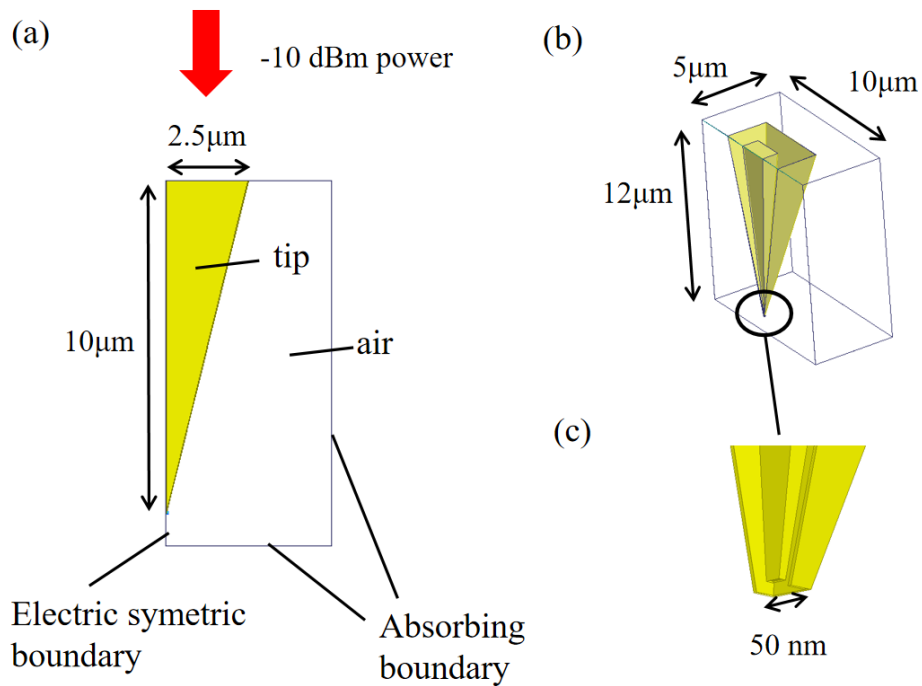 (a)
-10 dBm power
2.5μm
tip
10μm
air
Electric symetric
boundary
Absorbing
boundary
(b)
5μm
10μm
12μm
(c)
50 nm